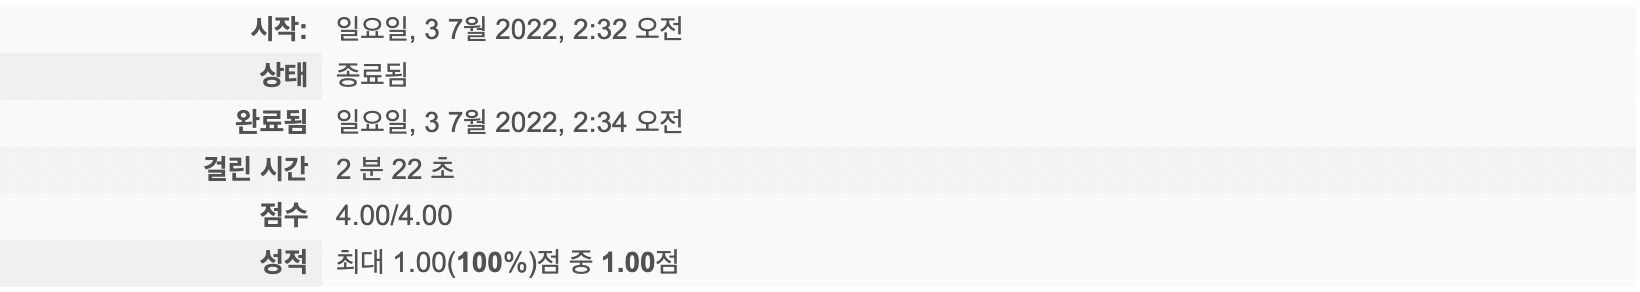 시작: 일요일, 3 7월 2022, 2:32 오전
상태 종료됨
완료됨 일요일, 3 7월 2022, 2:34 오전
걸린 시간 2 분 22 초
점수 4.00/4.00
성적 최대 1.00(100%)점 중 1.00점